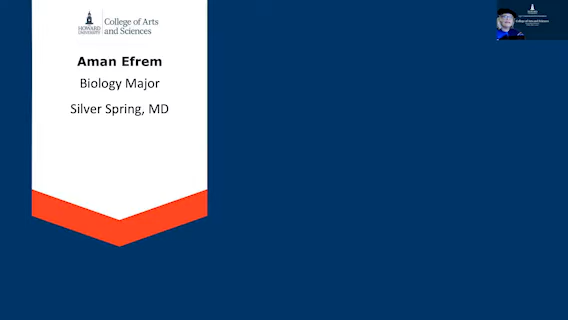 HOWARD
UNIVERSITY
College of Arts
and Sciences
Aman Efrem
Biology Major
Silver Spring, MD